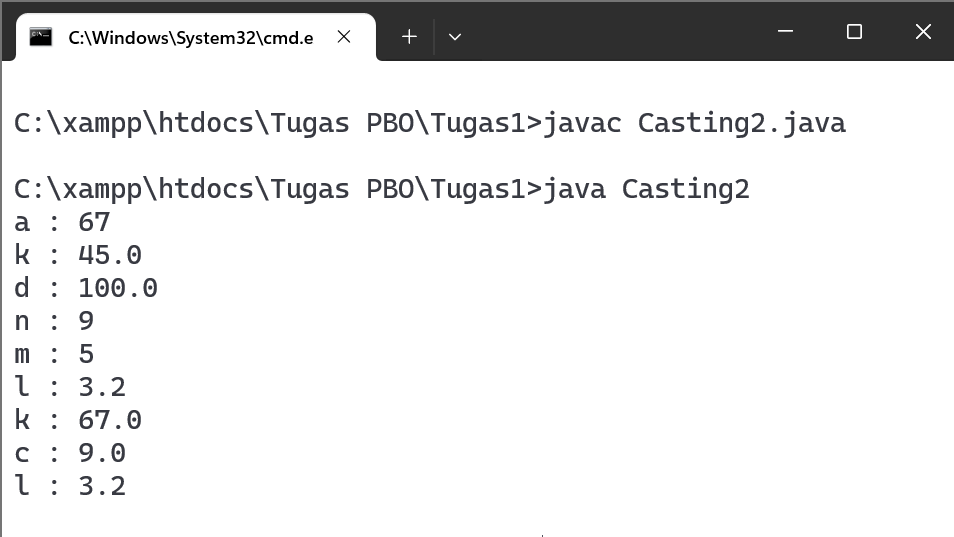 C:\Windows\System32\cmd.e
C:\xampp\htdocs\Tugas PBO\Tugas1>javac Casting2.java
C:\xampp\htdocs\Tugas PBO\Tugas1>java Casting2
a : 67
k : 45.0
d : 100.0
n : 9
m : 5
l : 3.2
k : 67.0
c : 9.0
l : 3.2